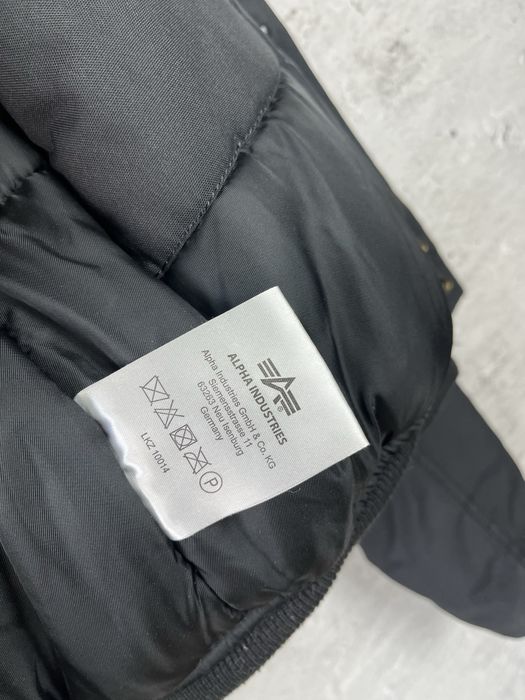 ALPHA INDUSTRIES®
Alpha Industries GmbH & Co. KG
Siemensstrasse 11
63263 Neu Isenburg
Germany
P
LKZ 10014